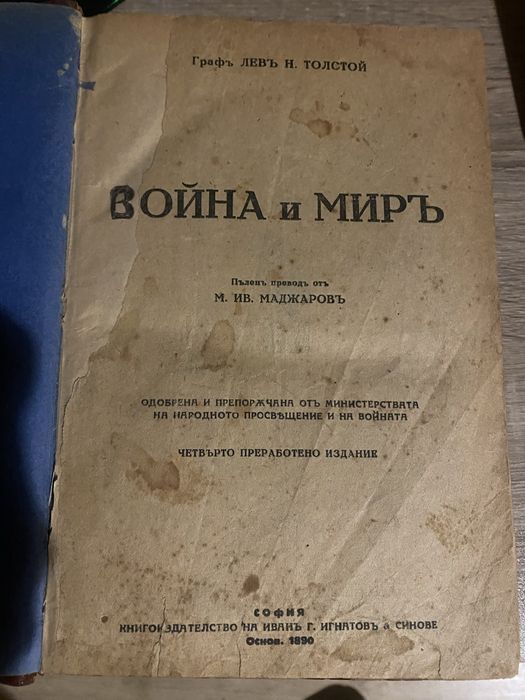 Графъ ЛЕВЪ Н. ТОЛСТОЙ
ВОЙНА и МИРЪ
Пъленъ преводъ отъ
М. ИВ. МАДЖАРОВЪ
ОДОБРЕНА И ПРЕПОРѪЧАНА ОТЪ МИНИСТЕРСТВАТА
НА НАРОДНОТО ПРОСВѢЩЕНИЕ И НА ВОЙНАТА
ЧЕТВЪРТО ПРЕРАБОТЕНО ИЗДАНИЕ
СОФИЯ
КНИГОИЗДАТЕЛСТВО НА ИВАНЪ Г. ИГНАТОВЪ & СИНОВЕ
Основ. 1890